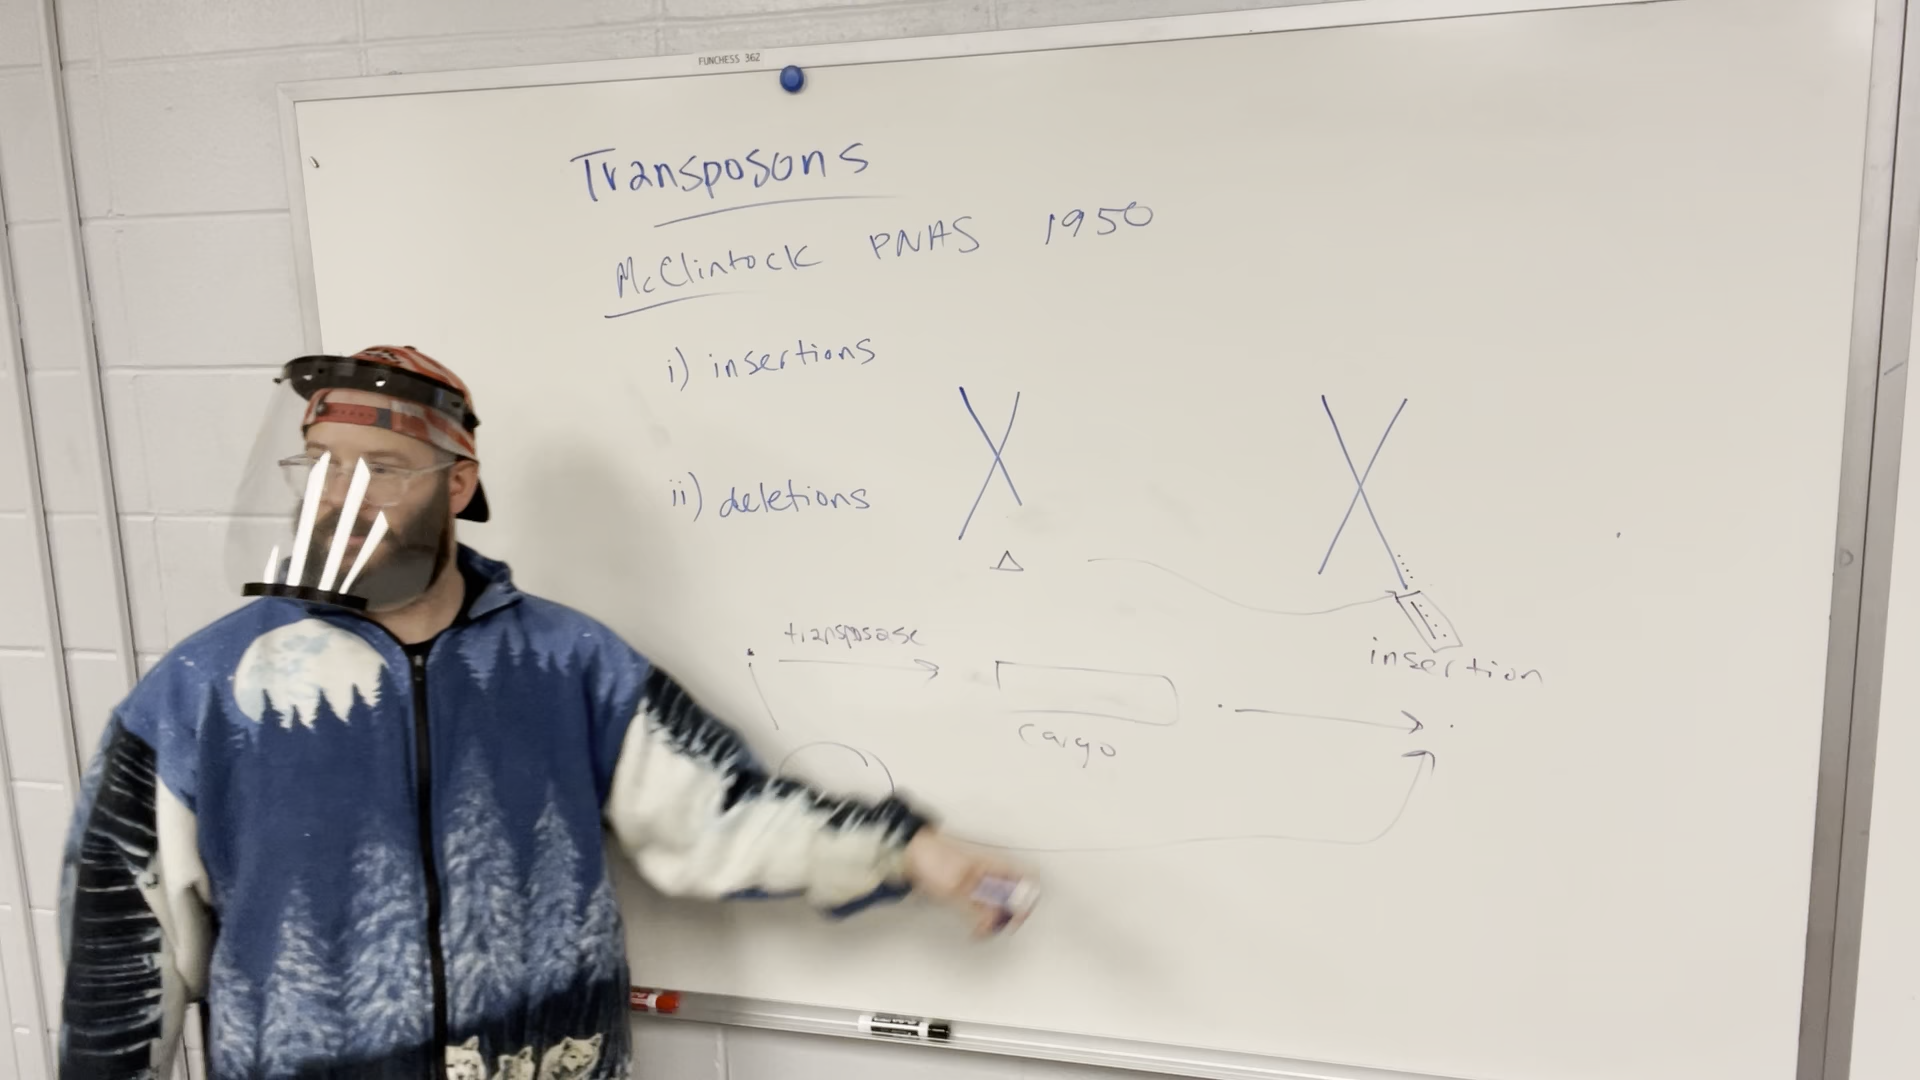 FUNCHESS 362
Transposons
McClintock PNAS 1950
i) insertions
ii) deletions
Δ
transposase
insertion
cargo